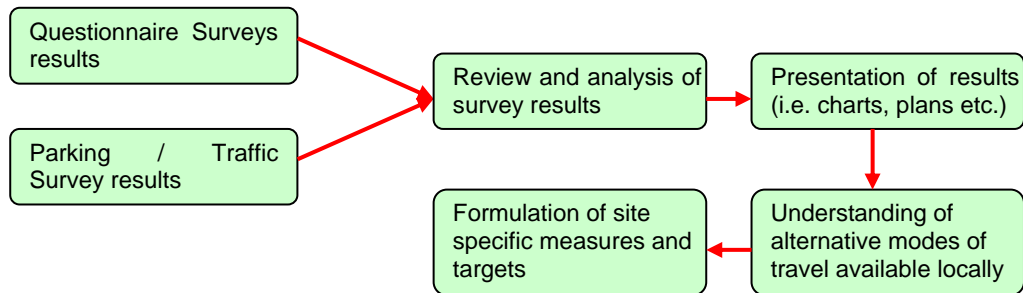 Questionnaire Surveys
results
Parking / Traffic
Survey results
Review and analysis of
survey results
Presentation of results
(i.e. charts, plans etc.)
Understanding of
alternative modes of
travel available locally
Formulation of site
specific measures and
targets